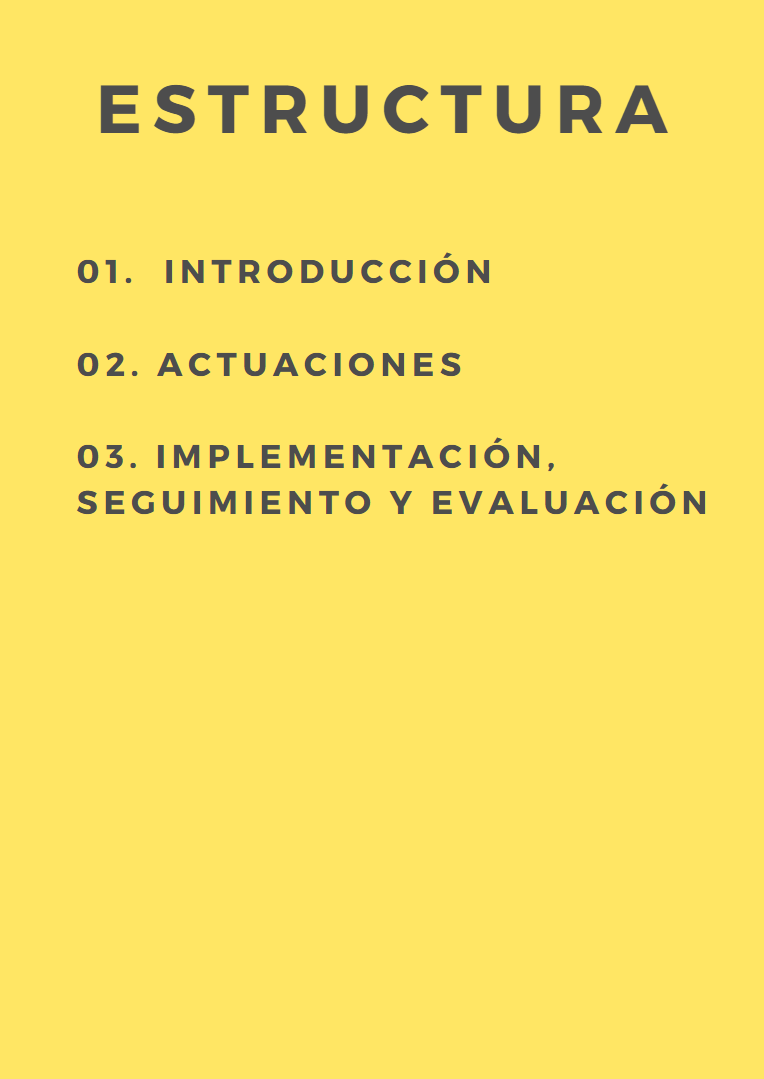 ESTRUCTURA
01. INTRODUCCIÓN
02. ACTUACIONES
03. IMPLEMENTACIÓN,
SEGUIMIENTO Y EVALUACIÓN